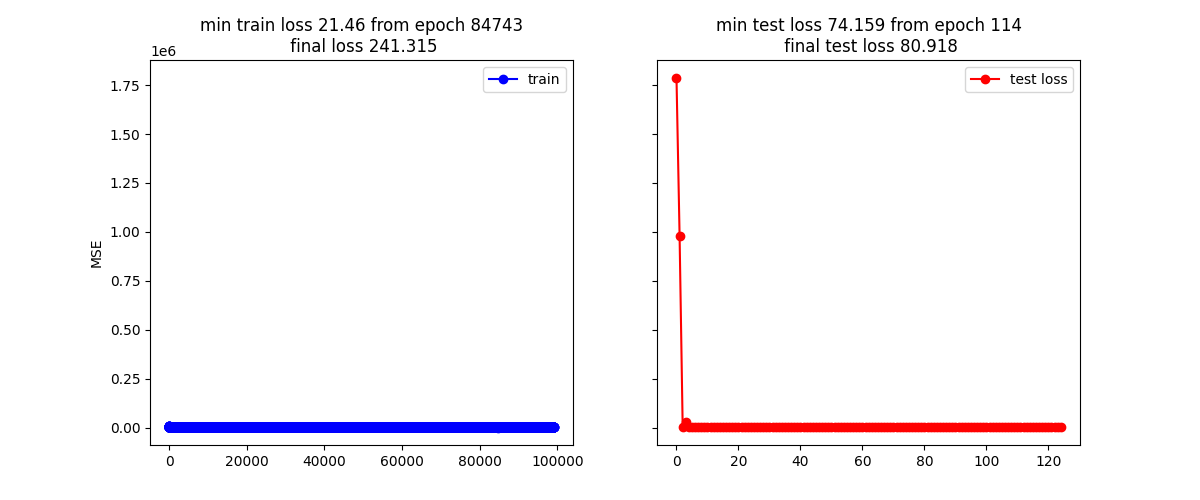 min train loss 21.46 from epoch 84743
final loss 241.315
min test loss 74.159 from epoch 114
final test loss 80.918
1e6
train
test loss
1.75
1.50
1.25
1.00
0.75
0.50
0.25
0.00
MSE
0 20000 40000 60000 80000 100000
0 20 40 60 80 100 120